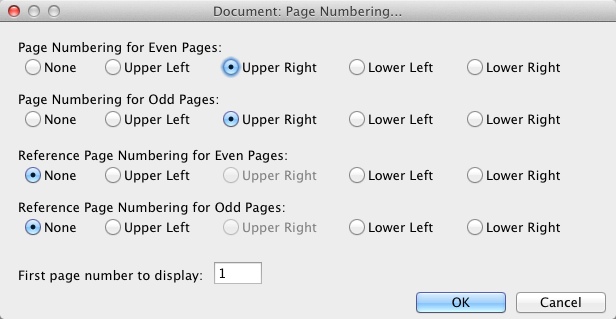 Document: Page Numbering...
Page Numbering for Even Pages:
None Upper Left Upper Right Lower Left Lower Right
Page Numbering for Odd Pages:
None Upper Left Upper Right Lower Left Lower Right
Reference Page Numbering for Even Pages:
None Upper Left Upper Right Lower Left Lower Right
Reference Page Numbering for Odd Pages:
None Upper Left Upper Right Lower Left Lower Right
First page number to display: 1
OK Cancel